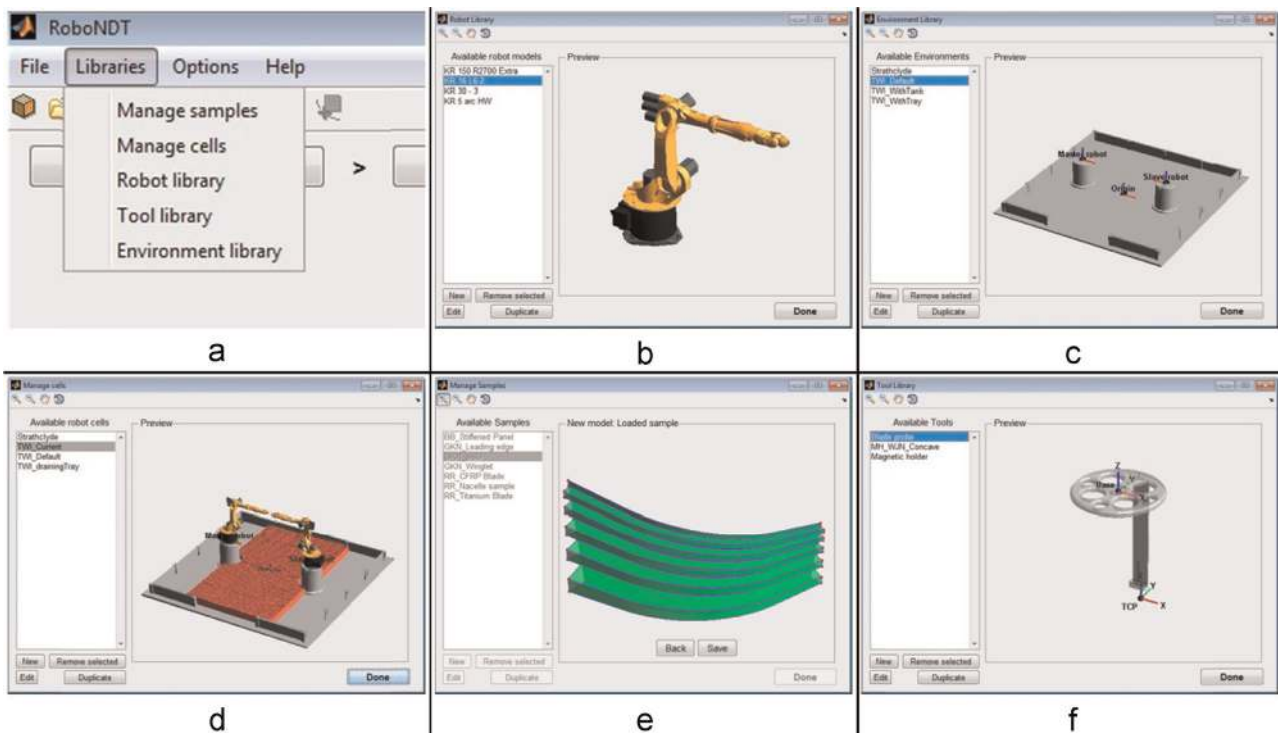 RoboNDT
File Libraries Options Help
Manage samples
Manage cells
Robot library
Tool library
Environment library
>
a
Robot Library
Available robot models
Preview
KR 150 R2700 Extra
KR 16 L6-2
KR 30 - 3
KR 5 arc HW
New Remove selected
Edit Duplicate
Done
b
Environment Library
Available Environments
Preview
Strathclyde
TWI_Default
TWI_WithTank
TWI_WithTray
Master robot
Slave robot
Origin
New Remove selected
Edit Duplicate
Done
c
Manage cells
Available robot cells
Preview
Strathclyde
TWI_Current
TWI_Default
TWI_drainingTray
New Remove selected
Edit Duplicate
Done
d
Manage Samples
Available Samples
New model: Loaded sample
BB_Stiffened Panel
GKN_Leading edge
GKN_Winglet
RR_CFRP Blade
RR_Nacelle sample
RR_Titanium Blade
Back Save
New Remove selected
Edit Duplicate
Done
e
Tool Library
Available Tools
Preview
MH_WJN_Concave
Magnetic holder
Z
Base
Y
TCP
X
New Remove selected
Edit Duplicate
Done
f